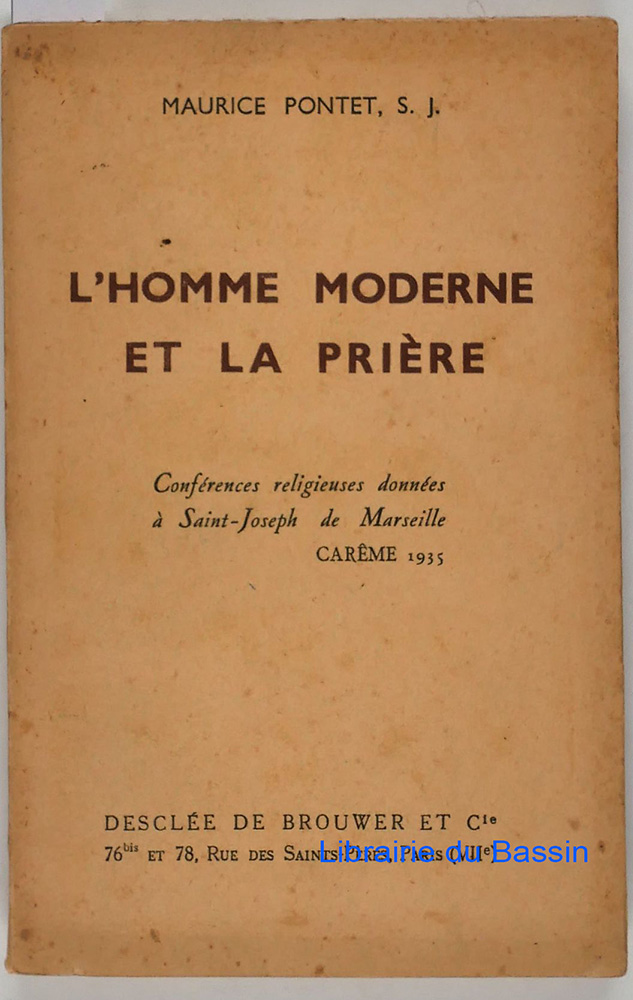 MAURICE PONTET, S. J.
L'HOMME MODERNE
ET LA PRIÈRE
Conférences religieuses données
à Saint-Joseph de Marseille
CARÊME 1935
DESCLÉE DE BROUWER ET Cie
76bis ET 78, RUE DES SAINTS-PÈRES, PARIS (VIIe)
Librairie du Bassin